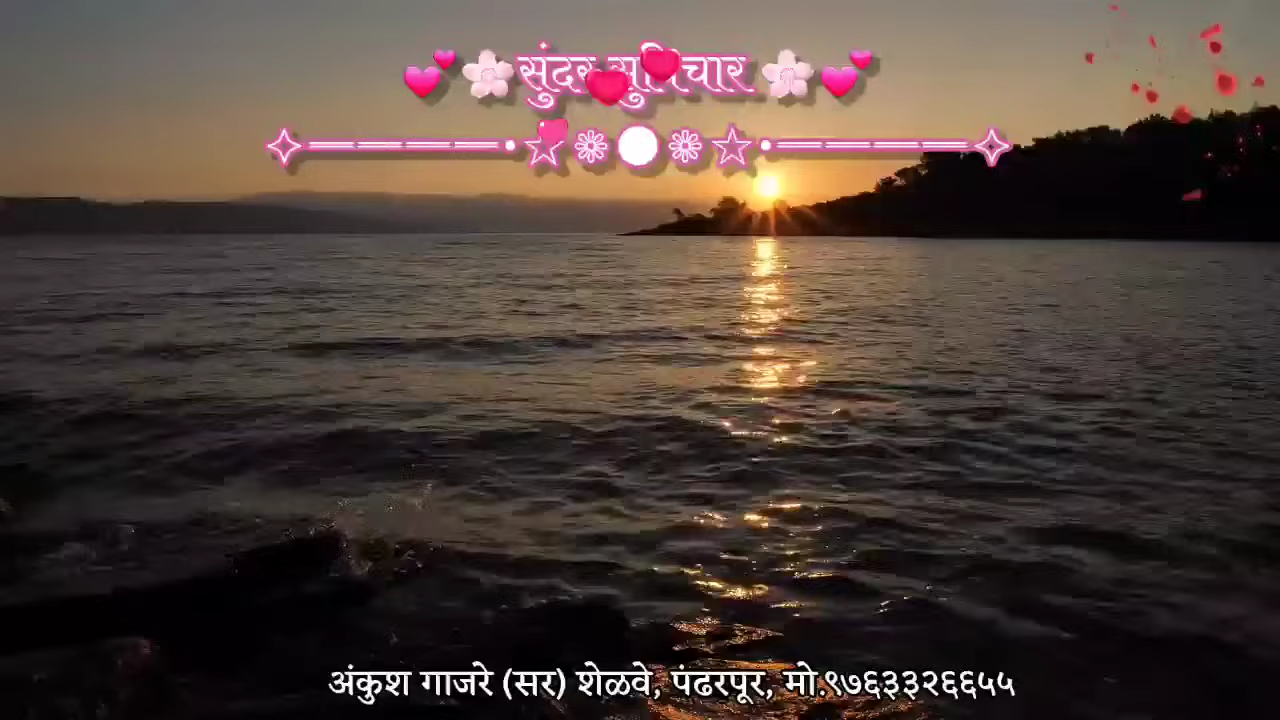 सुंदर सुविचार
अंकुश गाजरे (सर) शेळवे, पंढरपूर, मो.९७६३३२६६५५